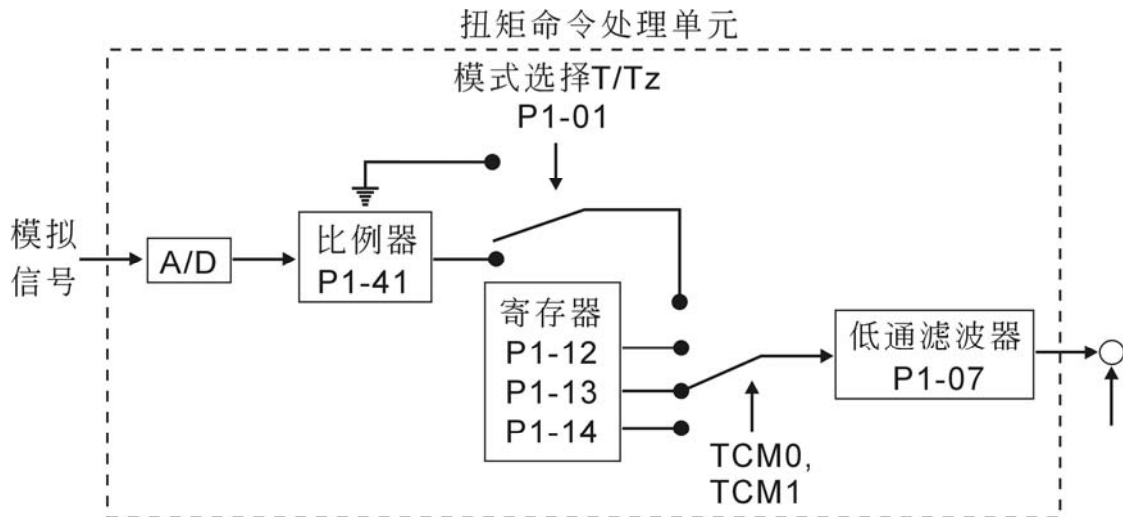 扭矩命令处理单元
模式选择T/Tz
P1-01
模拟
信号
A/D
比例器
P1-41
寄存器
P1-12
P1-13
P1-14
TCM0,
TCM1
低通滤波器
P1-07